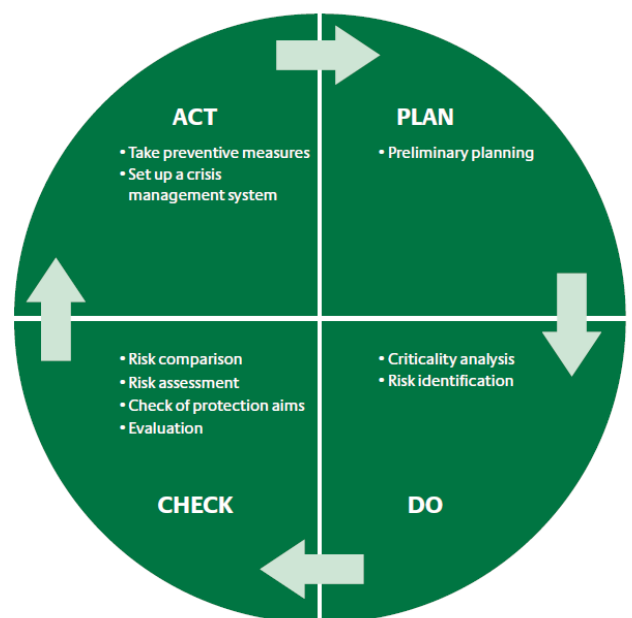 ACT
• Take preventive measures
• Set up a crisis
management system
PLAN
• Preliminary planning
• Risk comparison
• Risk assessment
• Check of protection aims
• Evaluation
CHECK
• Criticality analysis
• Risk identification
DO